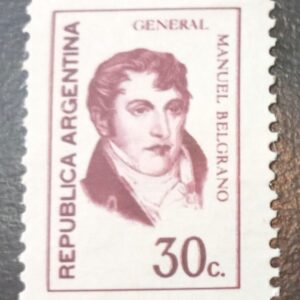 GENERAL
MANUEL BELGRANO
REPUBLICA ARGENTINA
30c.